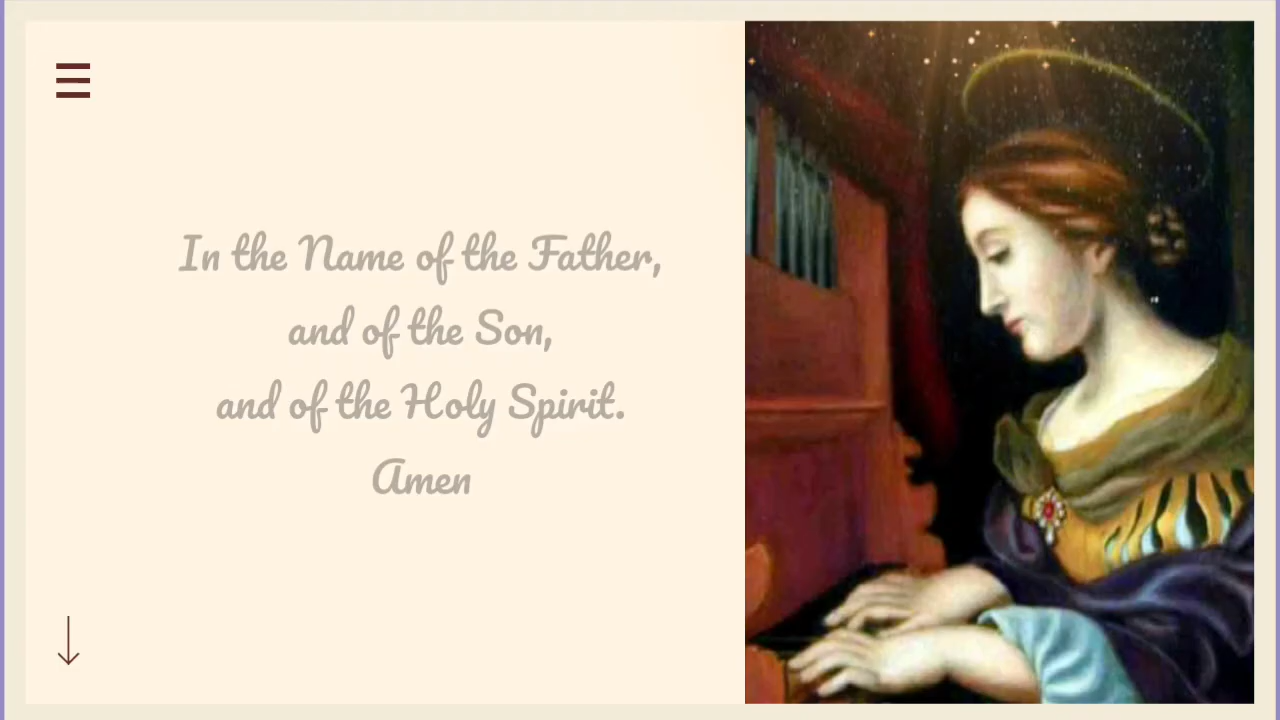 In the Name of the Father,
and of the Son,
and of the Holy Spirit.
Amen